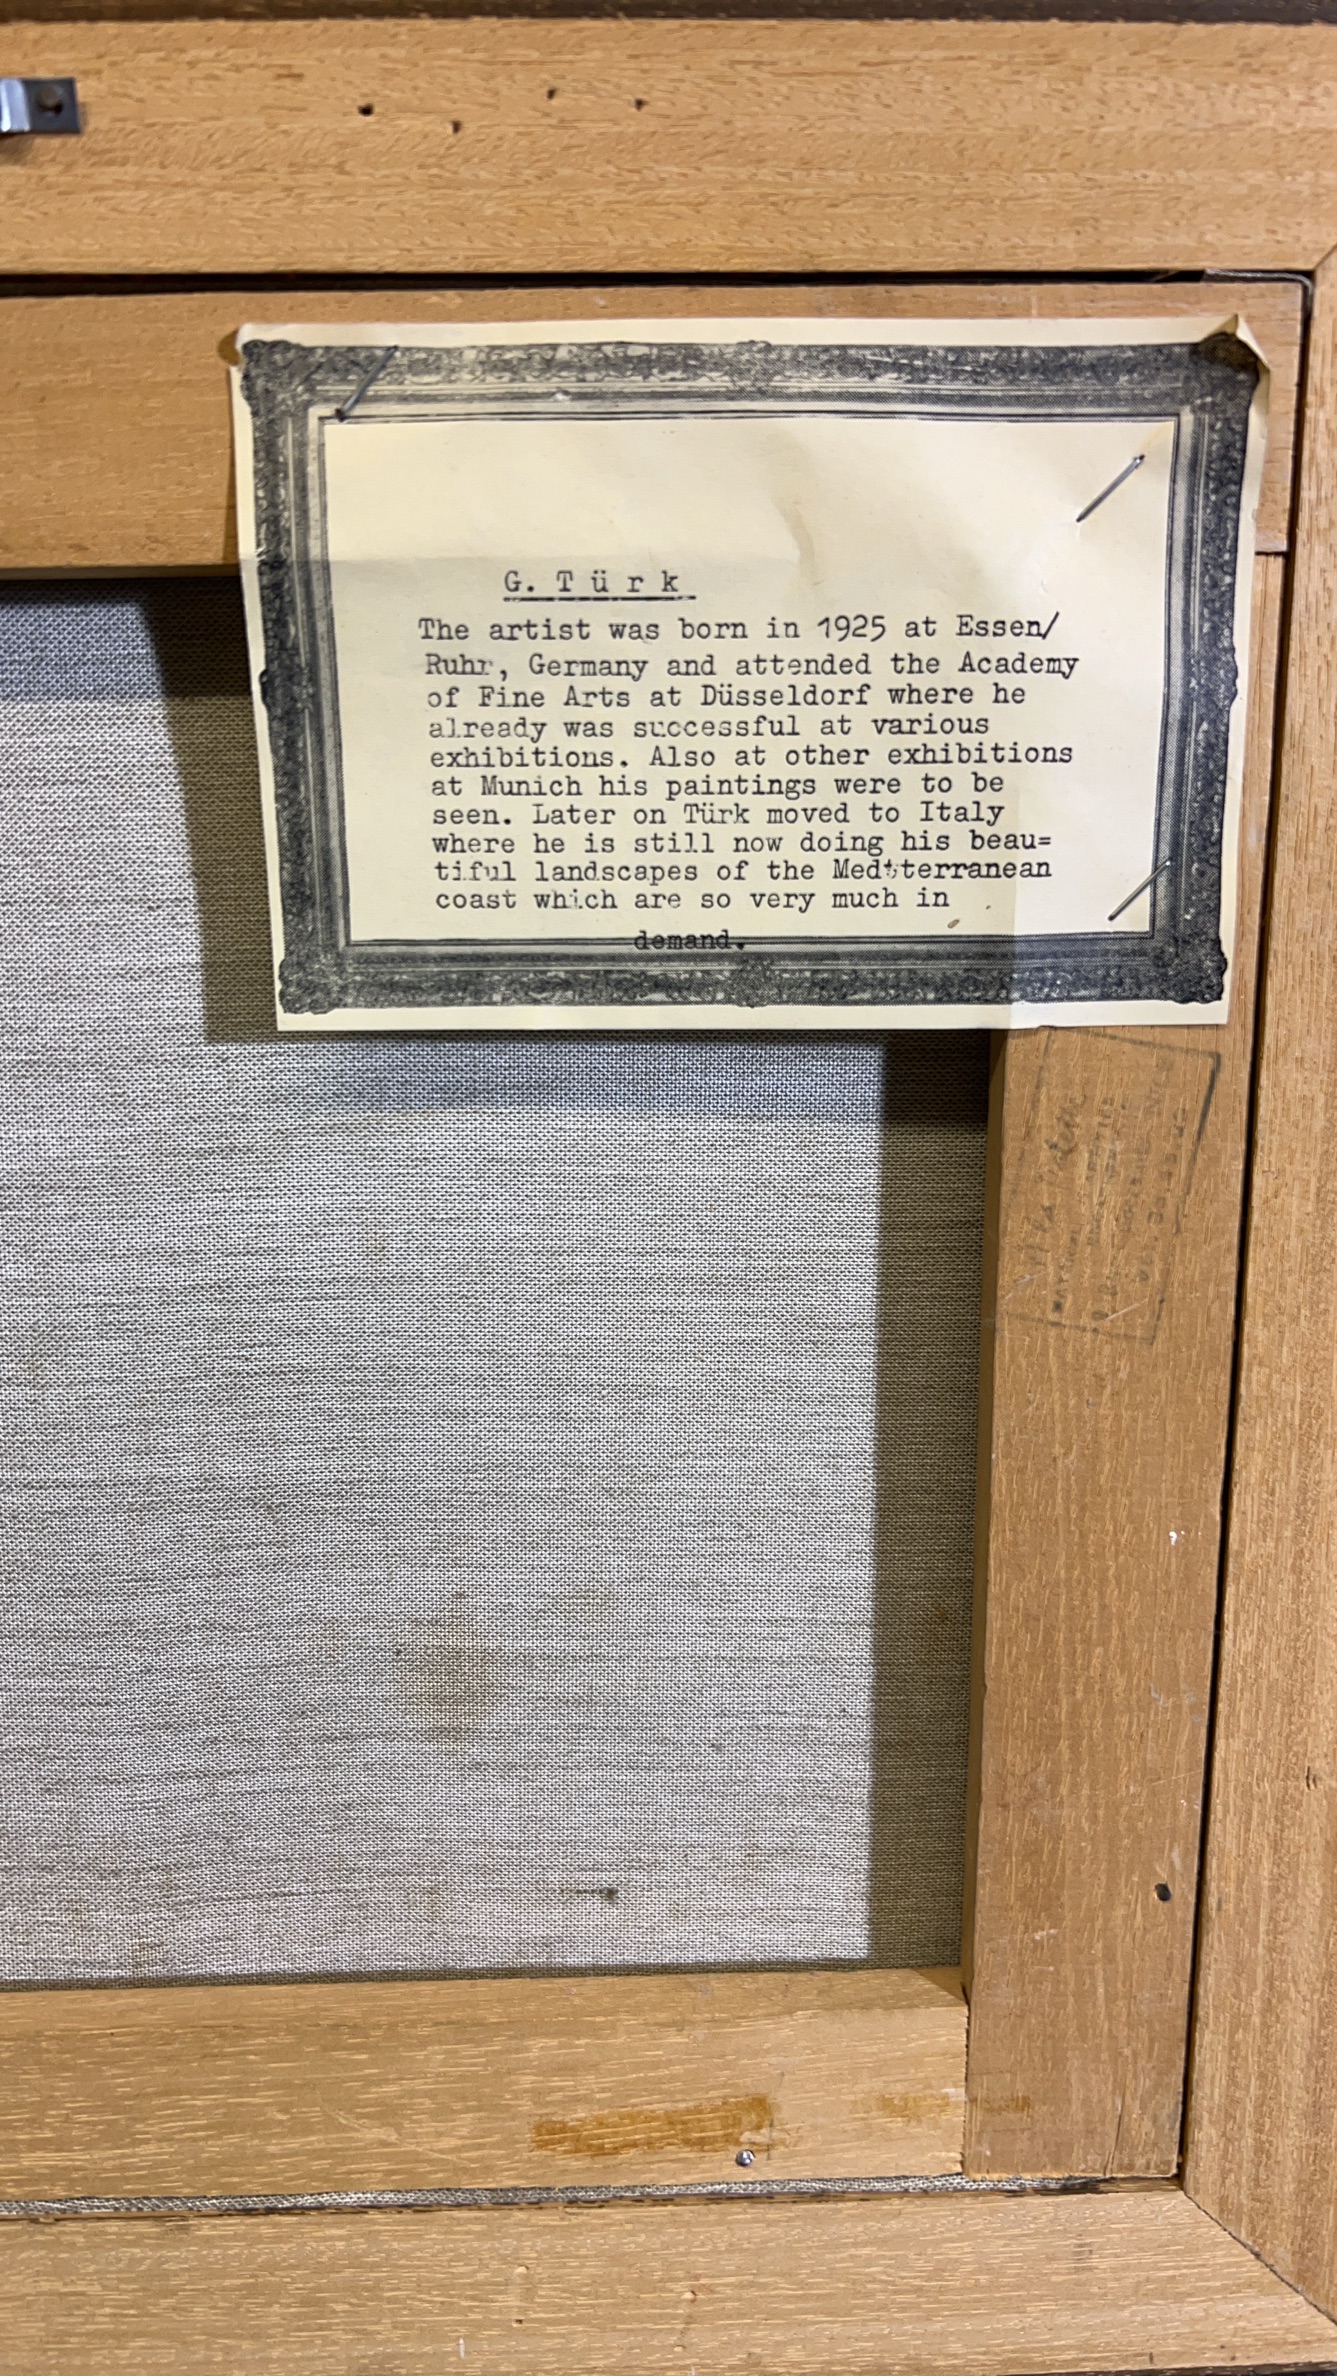 G. Türk
The artist was born in 1925 at Essen/
Ruhr, Germany and attended the Academy
of Fine Arts at Düsseldorf where he
already was successful at various
exhibitions. Also at other exhibitions
at Munich his paintings were to be
seen. Later on Türk moved to Italy
where he is still now doing his beau=
tiful landscapes of the Medtterranean
coast which are so very much in
demand.